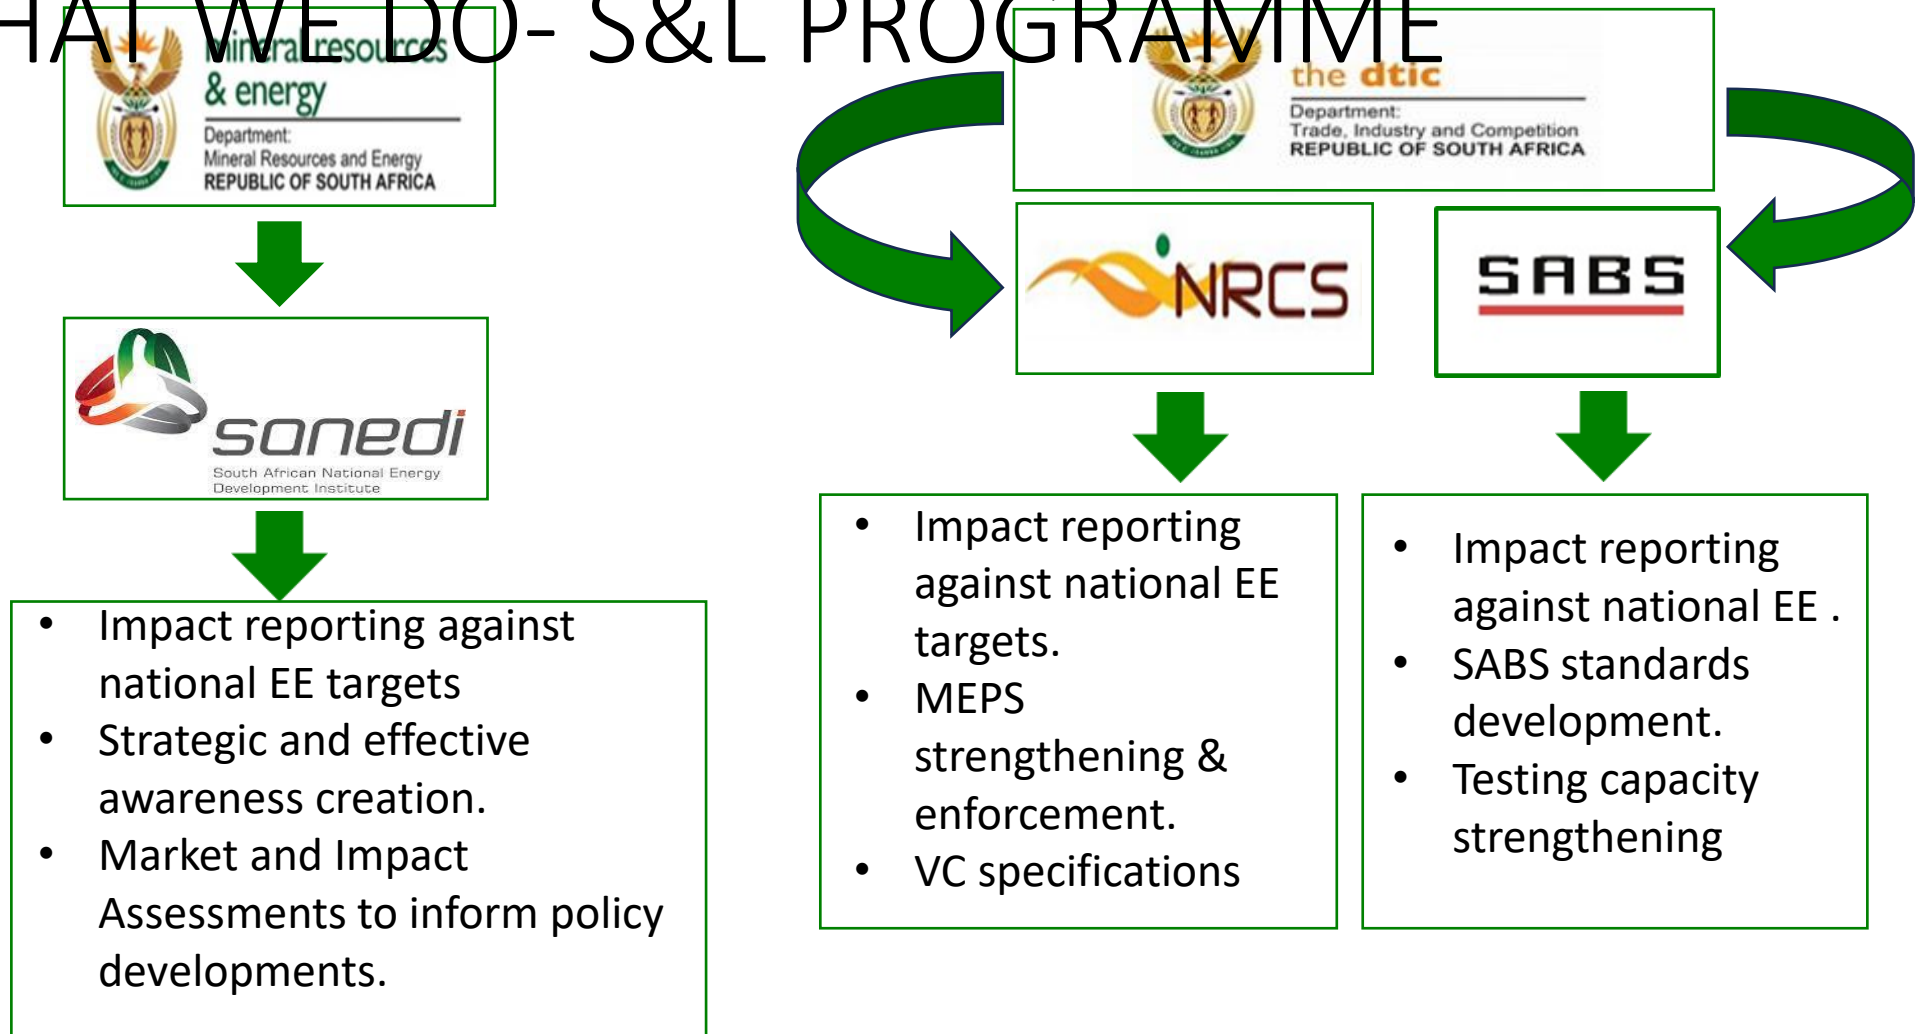 HAT WE DO- S&L PROGRAMME
mineral resources
& energy
Department:
Mineral Resources and Energy
REPUBLIC OF SOUTH AFRICA
sanedi
South African National Energy
Development Institute
• Impact reporting against
national EE targets
• Strategic and effective
awareness creation.
• Market and Impact
Assessments to inform policy
developments.
the dtic
Department:
Trade, Industry and Competition
REPUBLIC OF SOUTH AFRICA
NRCS
• Impact reporting
against national EE
targets.
• MEPS
strengthening &
enforcement.
• VC specifications
SABS
• Impact reporting
against national EE .
• SABS standards
development.
• Testing capacity
strengthening